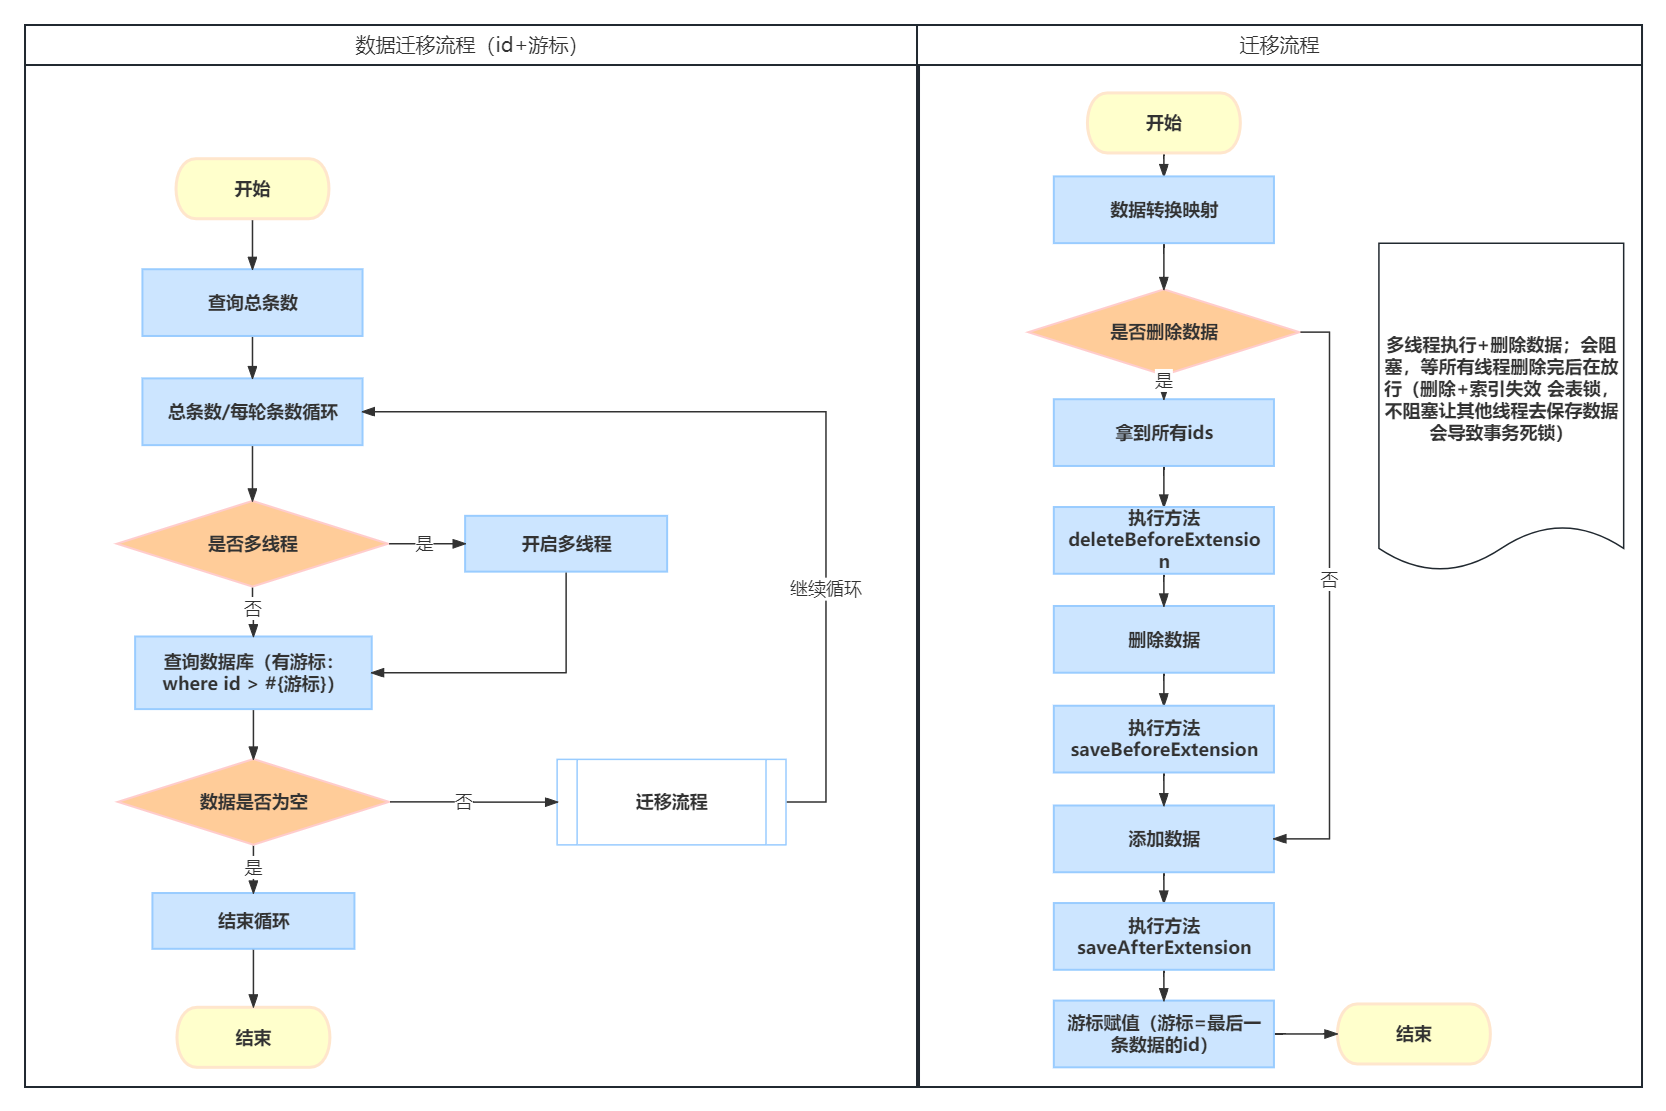 数据迁移流程（id+游标）
开始
查询总条数
总条数/每轮条数循环
是否多线程
是
开启多线程
否
继续循环
查询数据库（有游标：
where id > #{游标}）
数据是否为空
否
迁移流程
是
结束循环
结束
迁移流程
开始
数据转换映射
是否删除数据
是
拿到所有ids
执行方法
deleteBeforeExtensio
n
否
删除数据
执行方法
saveBeforeExtension
添加数据
执行方法
saveAfterExtension
游标赋值（游标=最后一
条数据的id）
结束
多线程执行+删除数据；会阻
塞，等所有线程删除完后在放
行（删除+索引失效 会表锁，
不阻塞让其他线程去保存数据
会导致事务死锁）